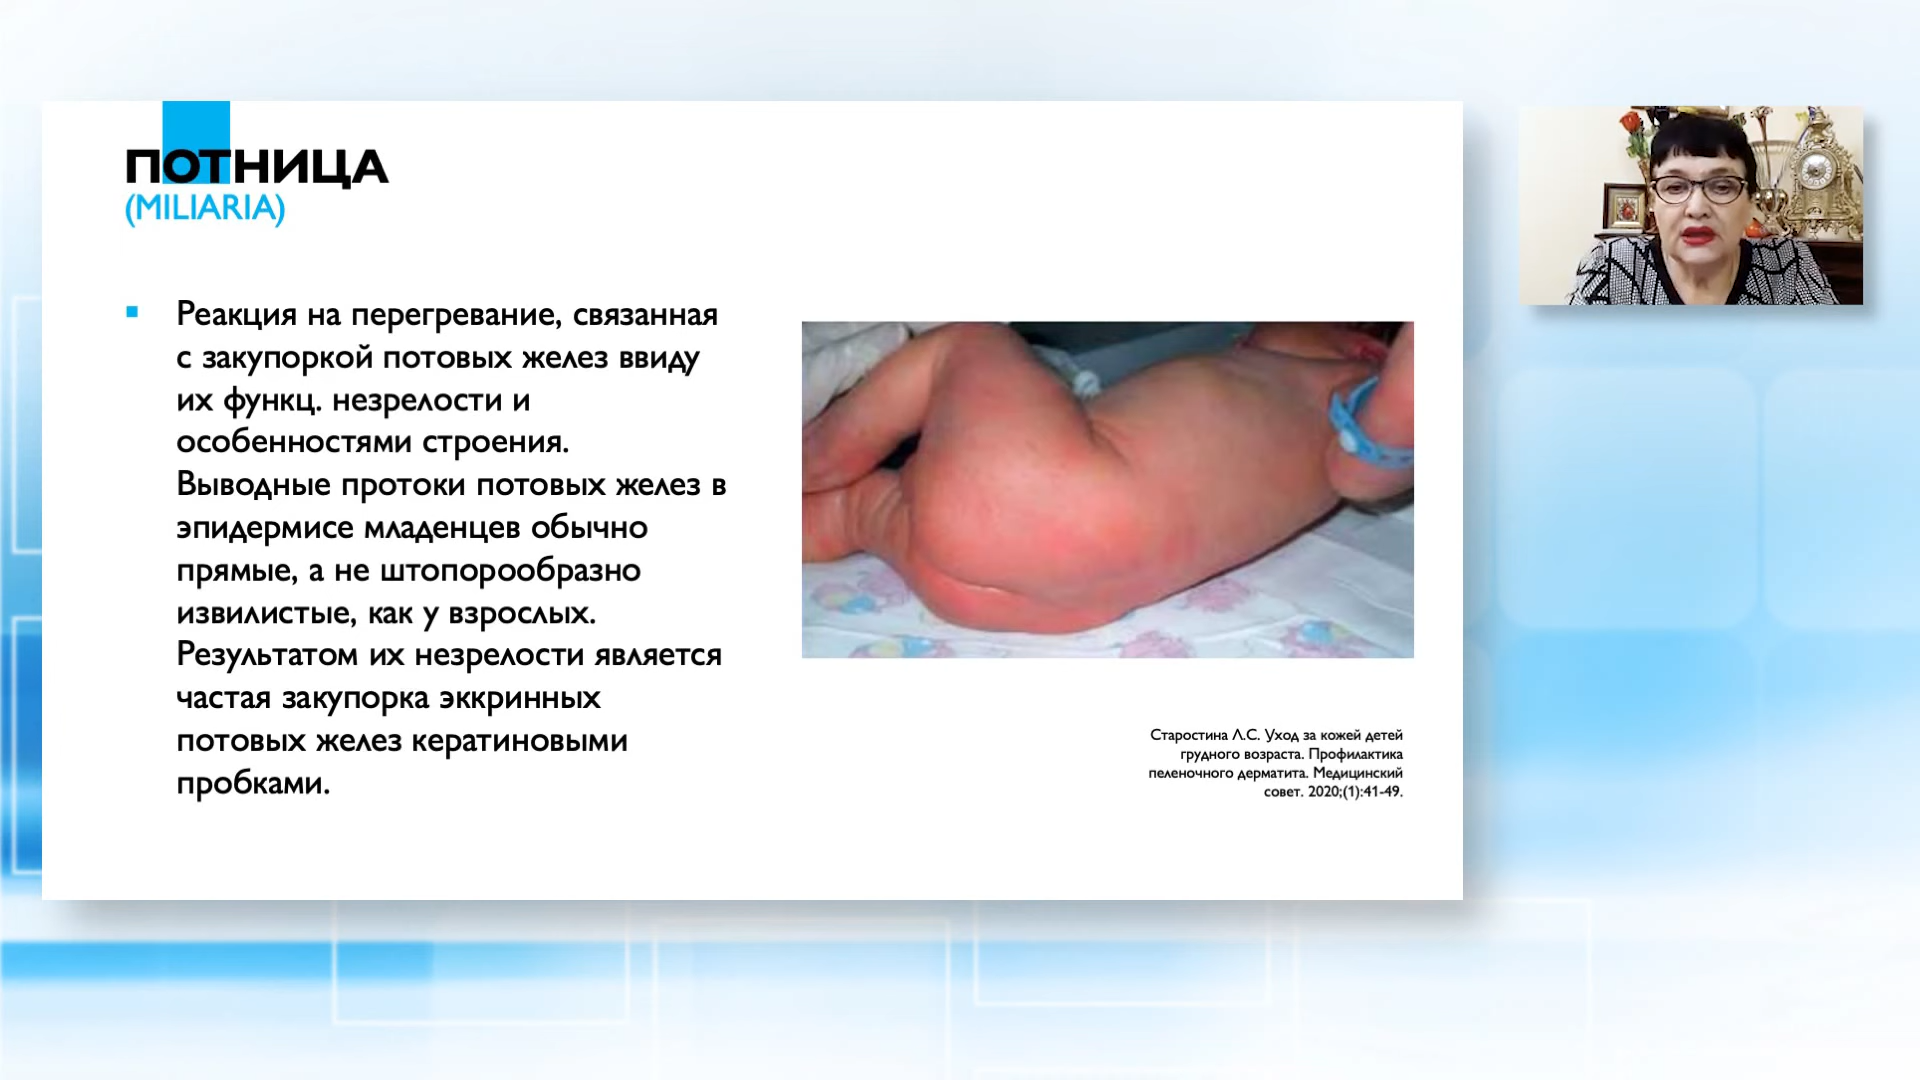 ПОТНИЦА
(MILIARIA)
Реакция на перегревание, связанная
с закупоркой потовых желез ввиду
их функц. незрелости и
особенностями строения.
Выводные протоки потовых желез в
эпидермисе младенцев обычно
прямые, а не штопорообразно
извилистые, как у взрослых.
Результатом их незрелости является
частая закупорка эккринных
потовых желез кератиновыми
пробками.
Старостина Л.С. Уход за кожей детей
грудного возраста. Профилактика
пеленочного дерматита. Медицинский
совет. 2020;(1):41-49.